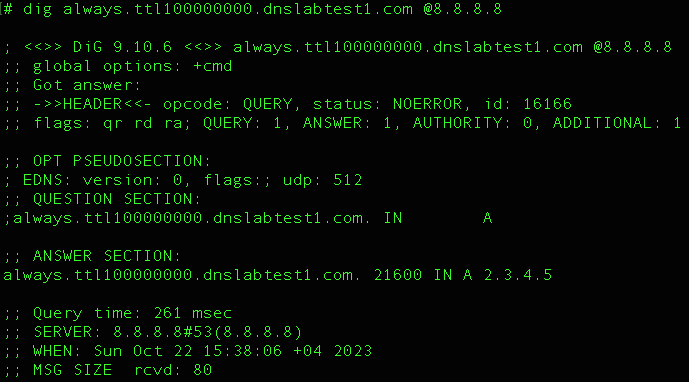 # dig always.ttl100000000.dnslabtest1.com @8.8.8.8
; <<>> DiG 9.10.6 <<>> always.ttl100000000.dnslabtest1.com @8.8.8.8
;; global options: +cmd
;; Got answer:
;; ->>HEADER<<- opcode: QUERY, status: NOERROR, id: 16166
;; flags: qr rd ra; QUERY: 1, ANSWER: 1, AUTHORITY: 0, ADDITIONAL: 1
;; OPT PSEUDOSECTION:
; EDNS: version: 0, flags:; udp: 512
;; QUESTION SECTION:
;always.ttl100000000.dnslabtest1.com. IN A
;; ANSWER SECTION:
always.ttl100000000.dnslabtest1.com. 21600 IN A 2.3.4.5
;; Query time: 261 msec
;; SERVER: 8.8.8.8#53(8.8.8.8)
;; WHEN: Sun Oct 22 15:38:06 +04 2023
;; MSG SIZE rcvd: 80